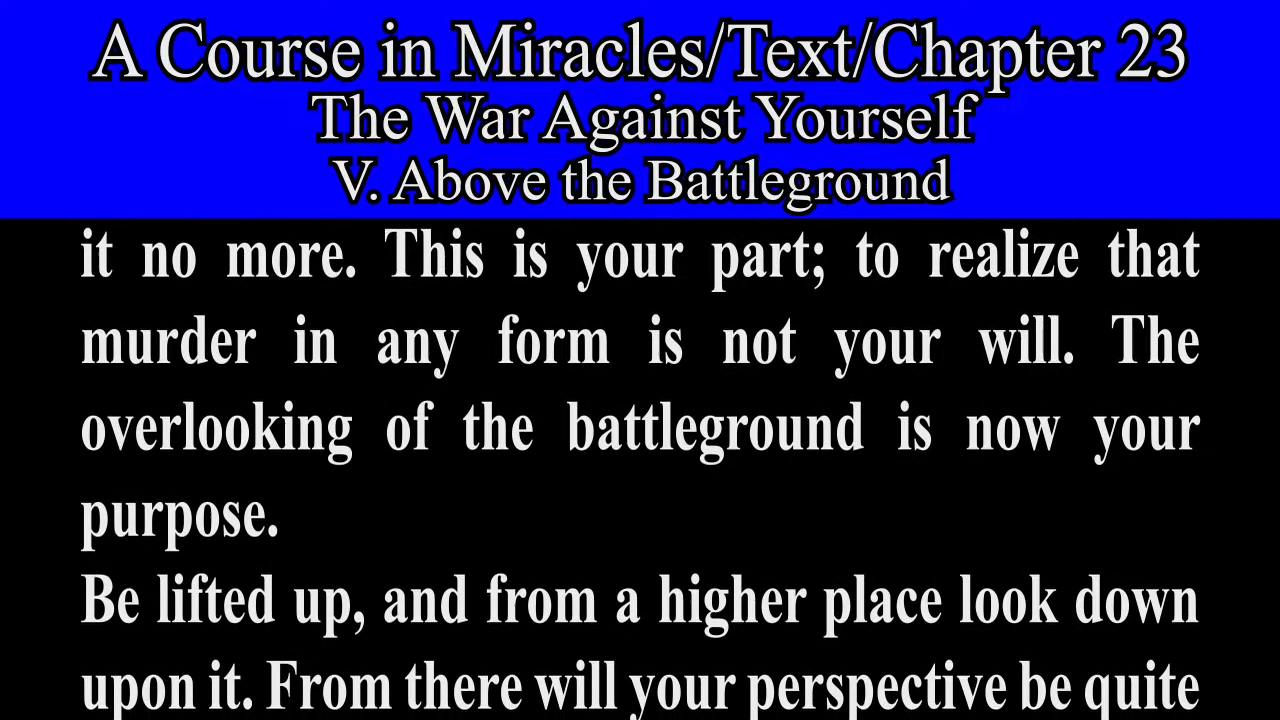 A Course in Miracles/Text/Chapter 23
The War Against Yourself
V. Above the Battleground
it no more. This is your part; to realize that
murder in any form is not your will. The
overlooking of the battleground is now your
purpose.
Be lifted up, and from a higher place look down
upon it. From there will your perspective be quite